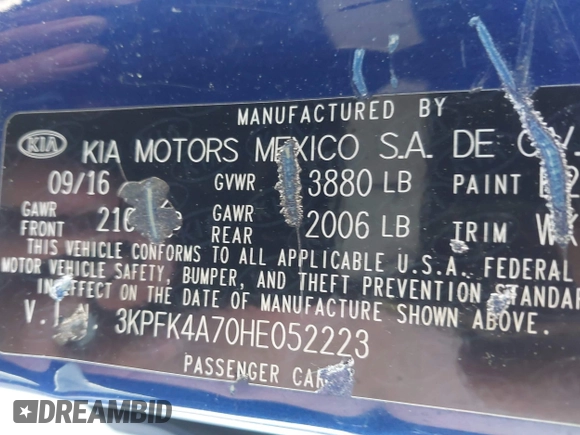 MANUFACTURED BY
KIA KIA MOTORS MEXICO S.A. DE C.V.
09/16 GVWR 3880 LB PAINT
GAWR FRONT GAWR REAR 2006 LB TRIM
THIS VEHICLE CONFORMS TO ALL APPLICABLE U.S.A. FEDERAL
MOTOR VEHICLE SAFETY, BUMPER, AND THEFT PREVENTION STANDAR
IN EFFECT ON THE DATE OF MANUFACTURE SHOWN ABOVE.
3KPFK4A70HE052223
PASSENGER CAR
DREAMBID